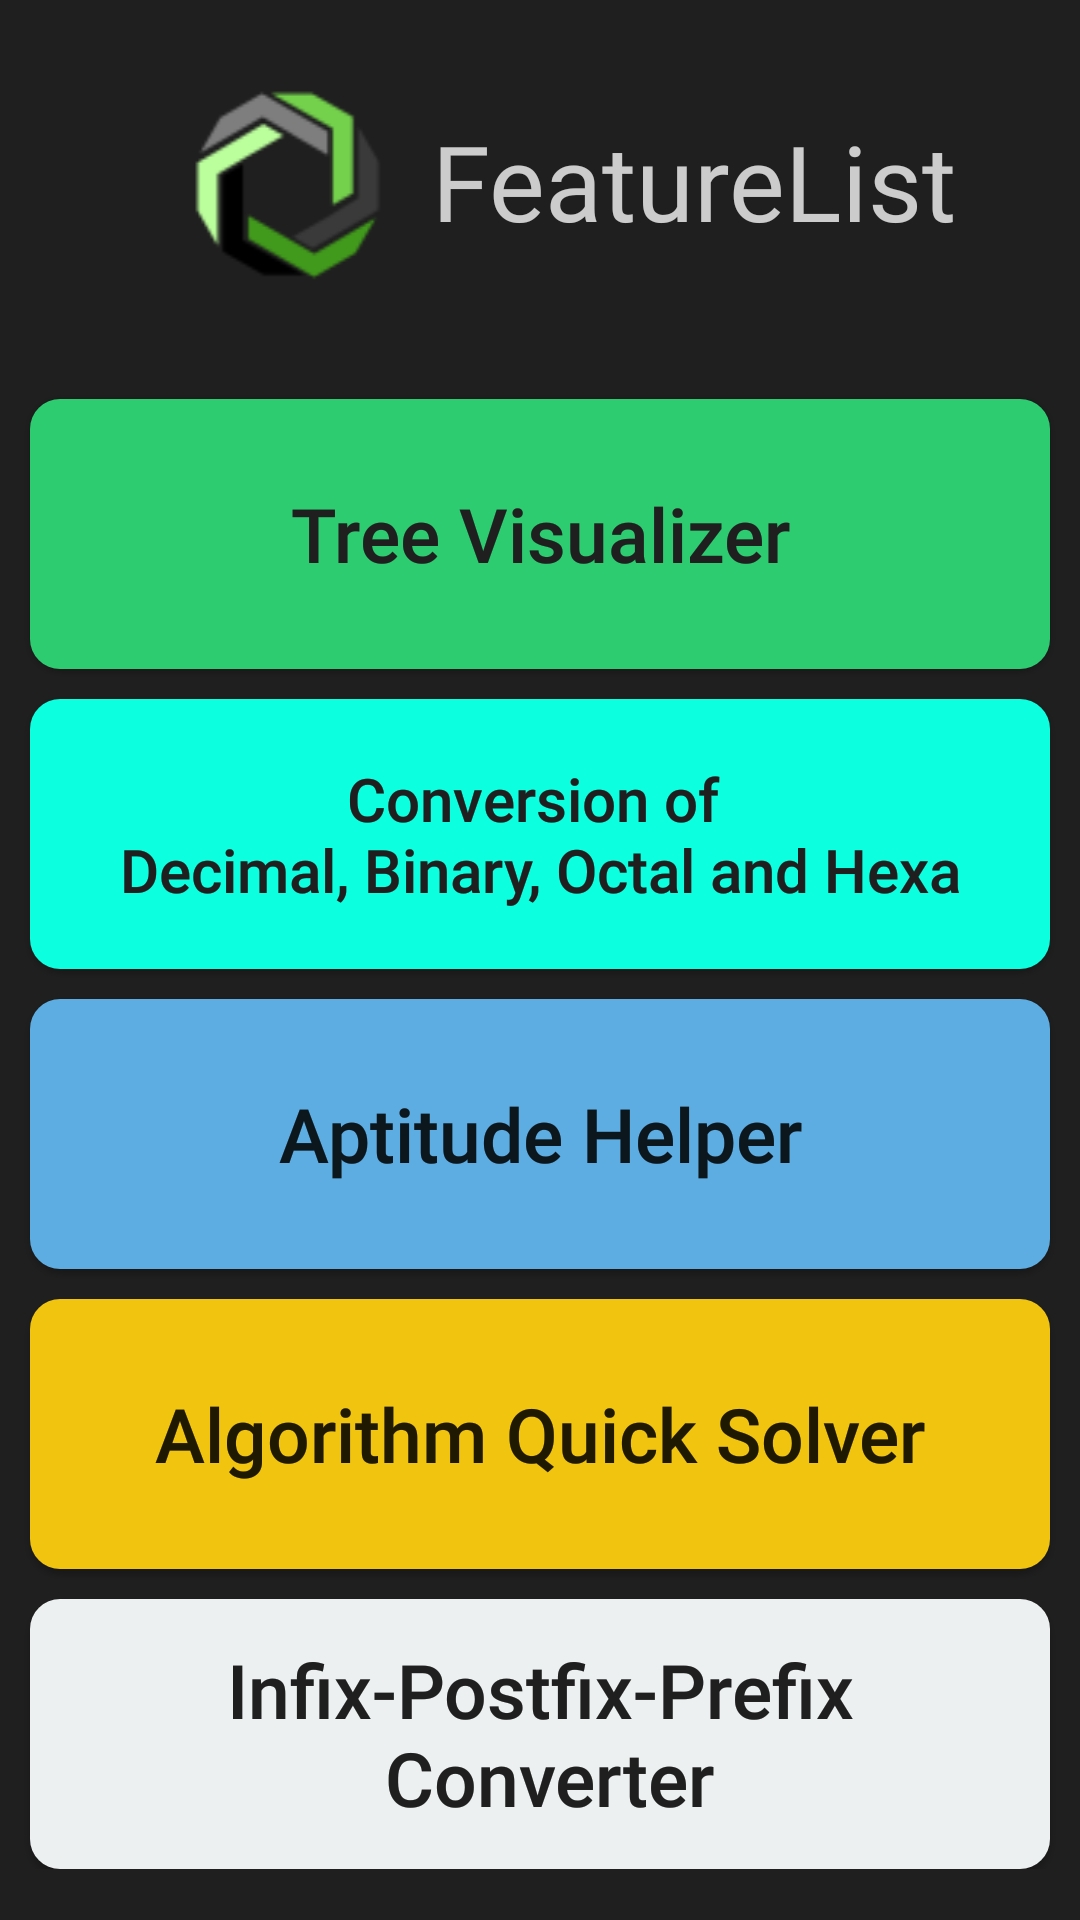 FeatureList
Tree Visualizer
Conversion of
Decimal, Binary, Octal and Hexa
Aptitude Helper
Algorithm Quick Solver
Infix-Postfix-Prefix
Converter